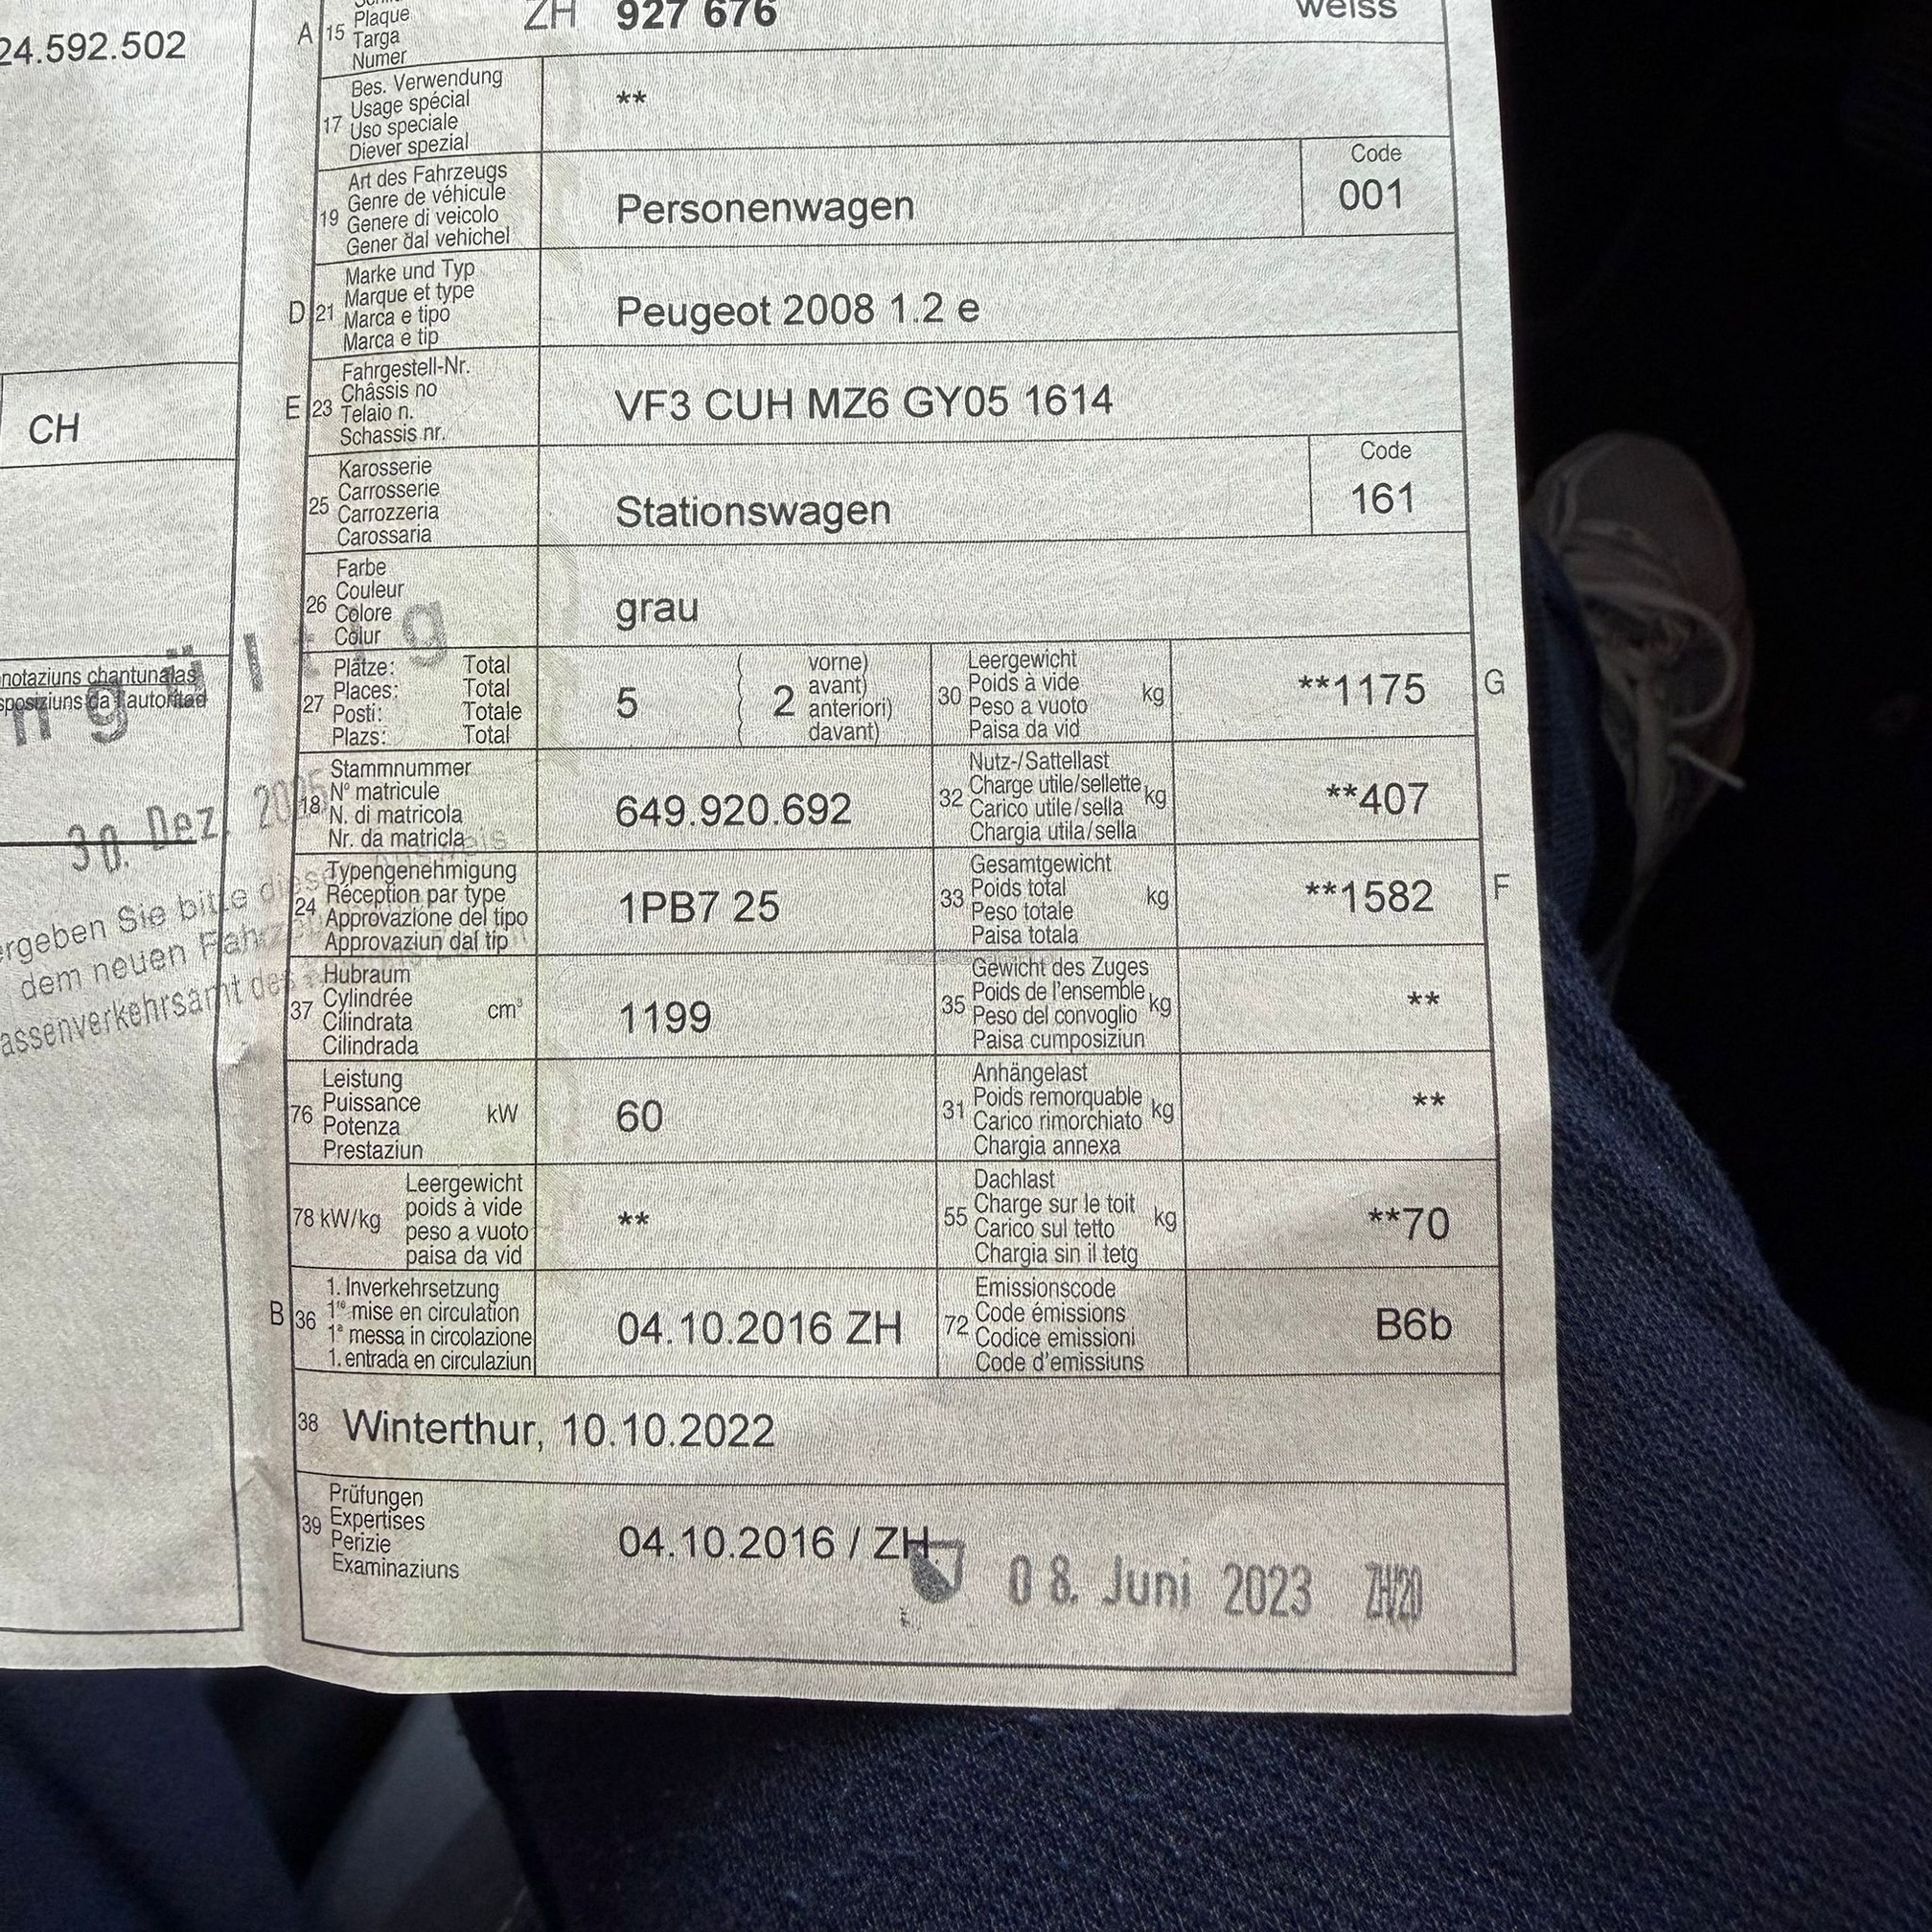 24.592.502
CH
notaziuns chantunalas
ungültig
30. Dez.
dem neuen
A 15 Plaque Targa Numer ZH 927 676 weiss
17 Bes. Verwendung
Usage spécial
Uso speciale
Diever spezial
**
19 Art des Fahrzeugs
Genre de véhicule
Genere di veicolo
Gener dal vehichel
Personenwagen
Code
001
D 21 Marke und Typ
Marque et type
Marca e tipo
Marca e tip
Peugeot 2008 1.2 e
E 23 Fahrgestell-Nr.
Châssis no
Telaio n.
Schassis nr.
VF3 CUH MZ6 GY05 1614
25 Karosserie
Carrosserie
Carrozzeria
Carossaria
Stationswagen
Code
161
26 Farbe
Couleur
Colore
Colur
grau
27 Plätze: Total
Places: Total
Posti: Totale
Plazs: Total
5 2 vorne)
avant)
anteriori)
davant)
30 Leergewicht
Poids à vide kg
Peso a vuoto
Paisa da vid
**1175 G
18 Stammnummer
N° matricule
N. di matricola
Nr. da matricla
649.920.692
32 Nutz-/Sattellast
Charge utile/sellette kg
Carico utile/sella
Chargia utila/sella
**407
24 Typengenehmigung
Réception par type
Approvazione del tipo
Approvaziun dal tip
1PB7 25
33 Gesamtgewicht
Poids total kg
Peso totale
Paisa totala
**1582 F
37 Hubraum
Cylindrée cm³
Cilindrata
Cilindrada
1199
35 Gewicht des Zuges
Poids de l'ensemble kg
Peso del convoglio
Paisa cumposiziun
**
76 Leistung
Puissance kW
Potenza
Prestaziun
60
31 Anhängelast
Poids remorquable kg
Carico rimorchiato
Chargia annexa
**
78 kW/kg Leergewicht
poids à vide
peso a vuoto
paisa da vid
**
55 Dachlast
Charge sur le toit kg
Carico sul tetto
Chargia sin il tetg
**70
B 36 1. Inverkehrsetzung
1re mise en circulation
1a messa in circolazione
1. entrada en circulaziun
04.10.2016 ZH
72 Emissionscode
Code émissions
Codice emissioni
Code d'emissiuns
B6b
38 Winterthur, 10.10.2022
39 Prüfungen
Expertises
Perizie
Examinaziuns
04.10.2016 / ZH
08. Juni 2023 ZH/20